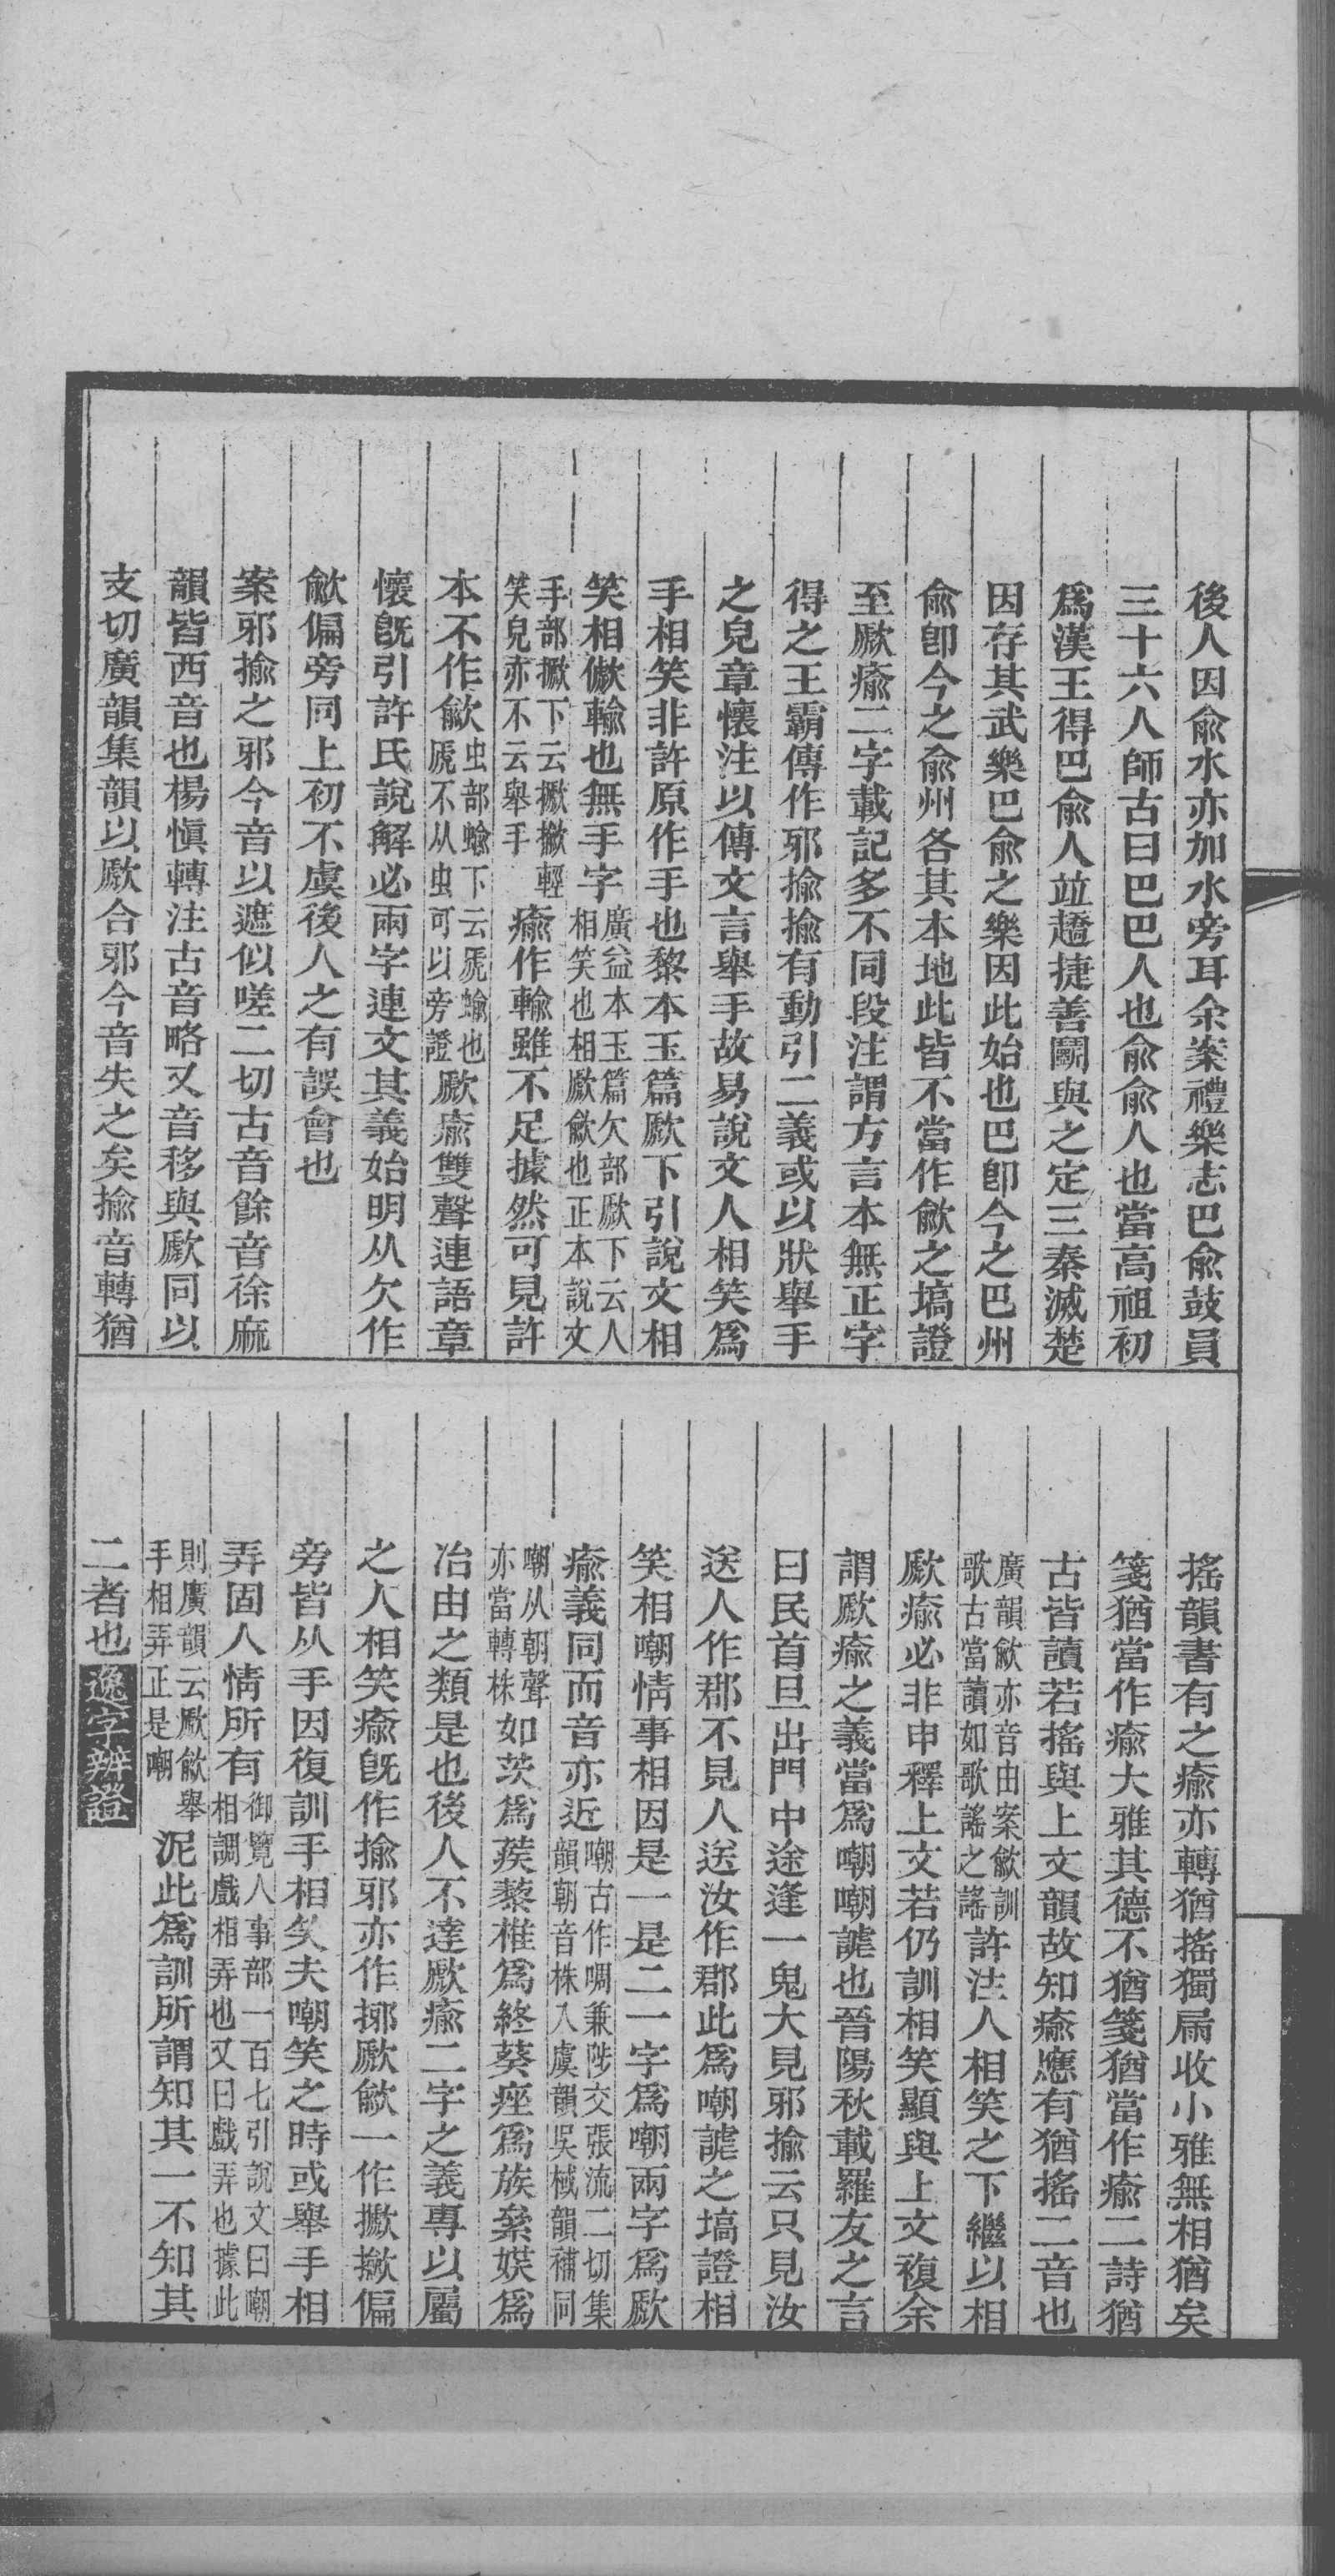 後人因俞水亦加水旁耳余案禮樂志巴俞鼓員
三十六人師古曰巴巴人也俞俞人也當高祖初
爲漢王得巴俞人並趫捷善鬭與之定三秦滅楚
因存其武樂巴俞之樂因此始也巴卽今之巴州
俞卽今之俞州各其本地此皆不當作歈之塙證
至歋瘉二字載記多不同段注謂方言本無正字
得之王霸傳作邪揄揄有動引二義或以狀舉手
之皃章懷注以傳文言舉手故易說文人相笑爲
手相笑非許原作手也黎本玉篇歋下引說文相
笑相歋輸也無手字廣益本玉篇欠部歋下云人
相笑也相歋歈也正本說文
手部擨下云擨撤輕
笑皃亦不云舉手瘉作輸雖不足據然可見許
本不作歈虫部蝓下云虒蝓也
虒不从虫可以旁證歋瘉雙聲連語章
懷旣引許氏說解必兩字連文其義始明从欠作
歈偏旁同上初不虞後人之有誤會也
案邪揄之邪今音以遮似嗟二切古音餘音徐麻
韻皆西音也楊愼轉注古音略又音移與歋同以
支切廣韻集韻以歋合邪今音失之矣揄音轉猶
搖韻書有之瘉亦轉猶搖獨扄收小雅無相猶矣
箋猶當作瘉大雅其德不猶箋猶當作瘉二詩猶
古皆讀若搖與上文韻故知瘉應有猶搖二音也
廣韻歈亦音由案歈訓
歌古當讀如歌謠之謠許注人相笑之下繼以相
歋瘉必非申釋上文若仍訓相笑顯與上文複余
謂歋瘉之義當爲嘲嘲謔也晉陽秋載羅友之言
曰民首旦出門中途逢一鬼大見邪揄云只見汝
送人作郡不見人送汝作郡此爲嘲謔之塙證相
笑相嘲情事相因是一是二一字爲嘲兩字爲歋
瘉義同而音亦近嘲古作啁兼陟交張流二切集
韻朝音株入虞韻吳棫韻補同
嘲从朝聲
亦當轉株如茨爲蒺藜椎爲終葵痤爲族絫媒爲
冶由之類是也後人不達歋瘉二字之義專以屬
之人相笑瘉旣作揄邪亦作揶歋歈一作擨㩎偏
旁皆从手因復訓手相笑夫嘲笑之時或舉手相
弄固人情所有御覽人事部一百七引說文曰嘲
相調戲相弄也又曰戲弄也據此
則廣韻云歋歈舉
手相弄正是嘲泥此爲訓所謂知其一不知其
二者也逸字辨證